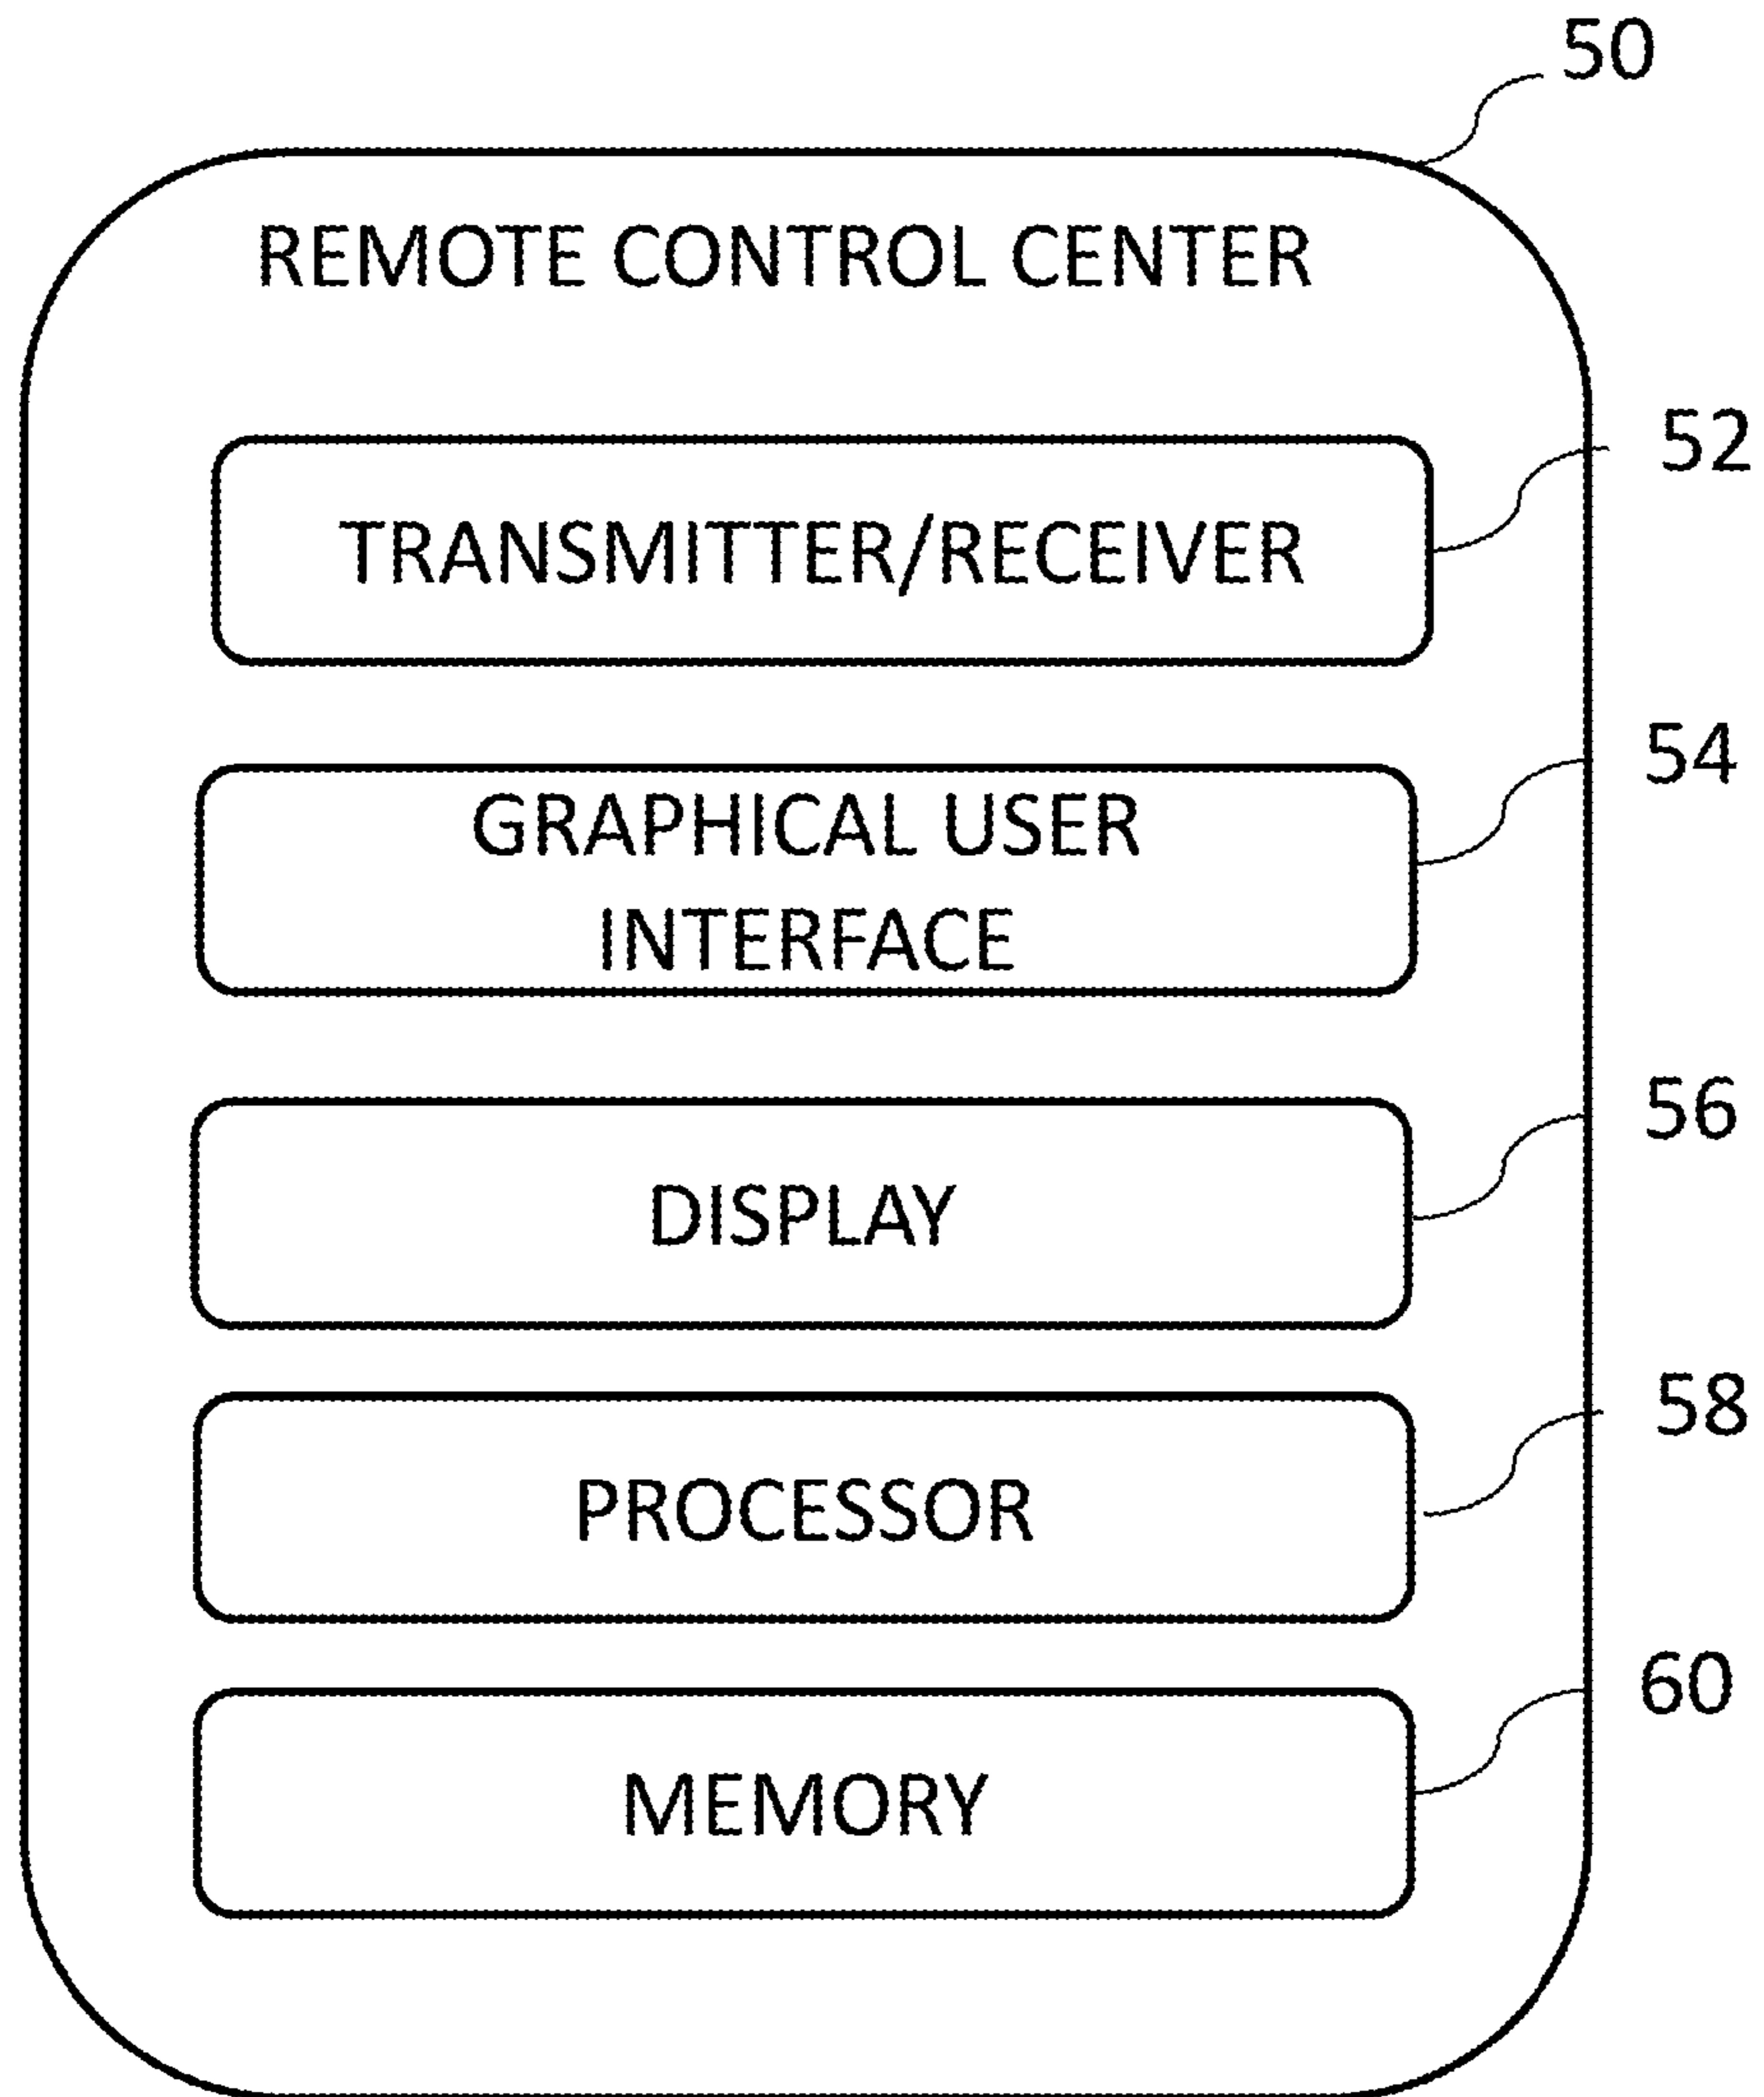 50
REMOTE CONTROL CENTER
52
TRANSMITTER/RECEIVER
54
GRAPHICAL USER
INTERFACE
56
DISPLAY
58
PROCESSOR
60
MEMORY